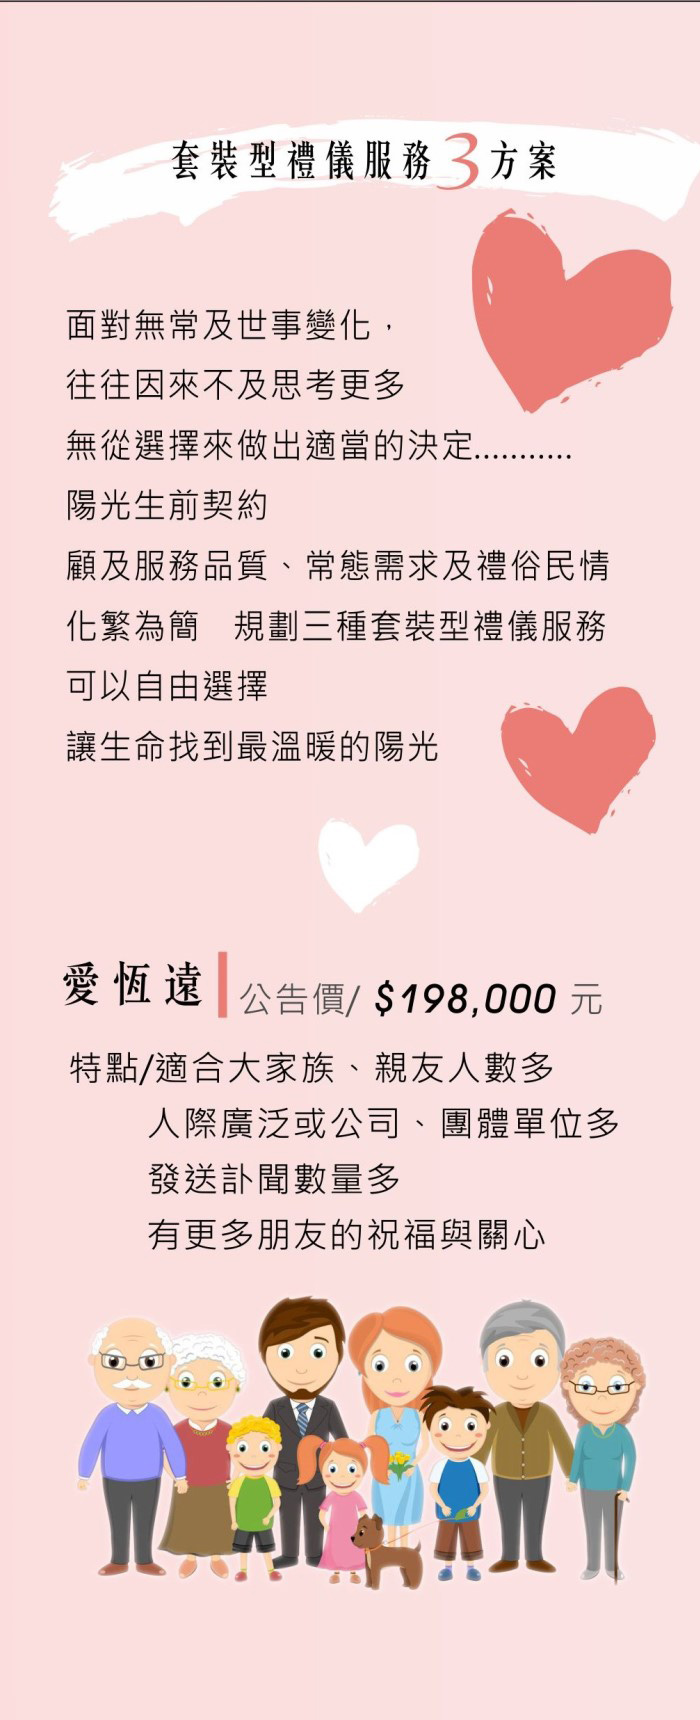 套裝型禮儀服務3方案
面對無常及世事變化，
往往因來不及思考更多
無從選擇來做出適當的決定...........
陽光生前契約
顧及服務品質、常態需求及禮俗民情
化繁為簡　規劃三種套裝型禮儀服務
可以自由選擇
讓生命找到最溫暖的陽光
愛恆遠 公告價/ $198,000 元
特點/適合大家族、親友人數多
人際廣泛或公司、團體單位多
發送訃聞數量多
有更多朋友的祝福與關心